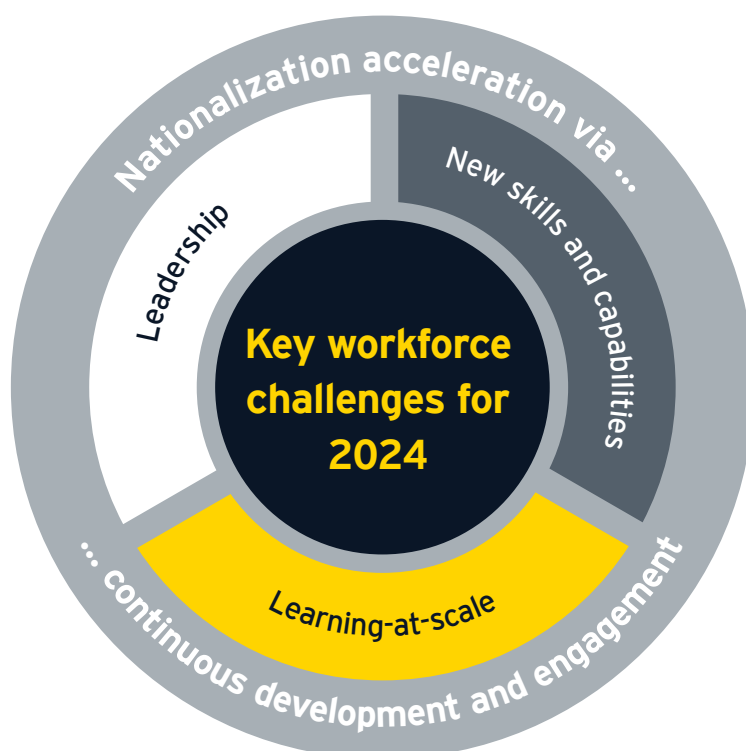 Nationalization acceleration via ...
Leadership
New skills and capabilities
Key workforce
challenges for
2024
Learning-at-scale
... continuous development and engagement